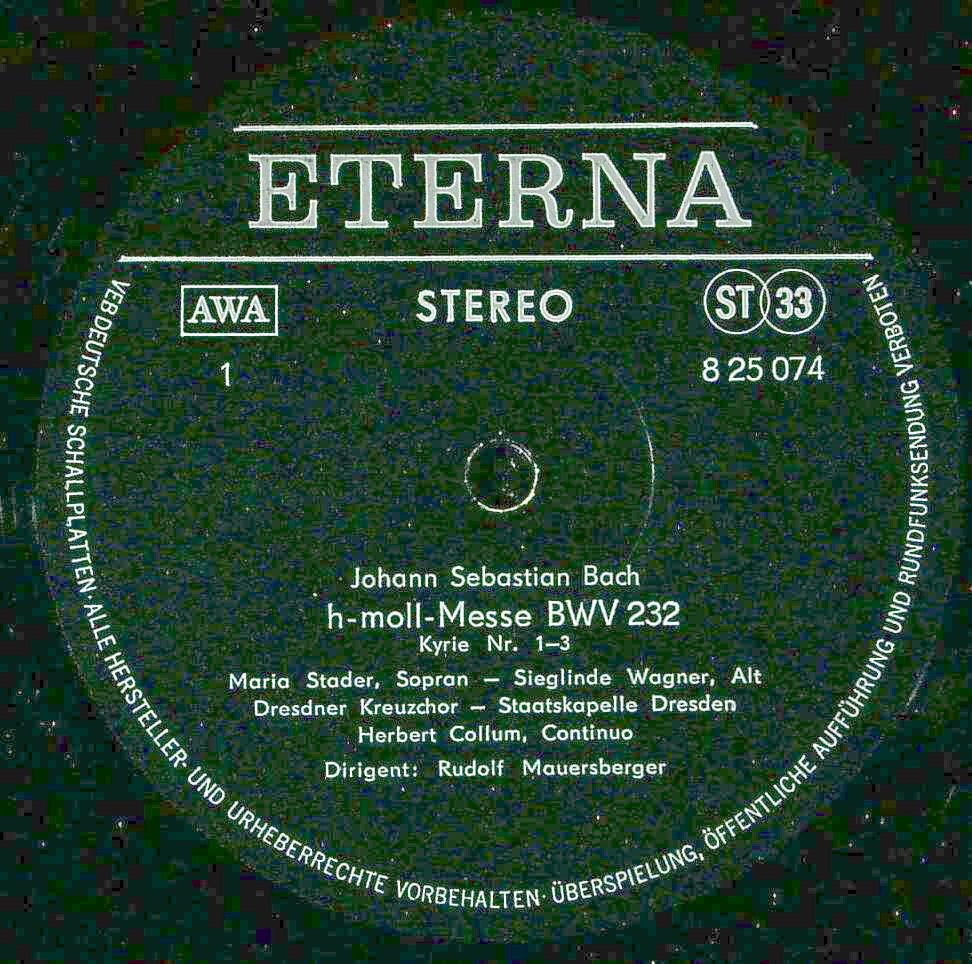 ETERNA
AWA
STEREO
ST 33
1
8 25 074
Johann Sebastian Bach
h-moll-Messe BWV 232
Kyrie Nr. 1–3
Maria Stader, Sopran – Sieglinde Wagner, Alt
Dresdner Kreuzchor – Staatskapelle Dresden
Herbert Collum, Continuo
Dirigent: Rudolf Mauersberger
VEB DEUTSCHE SCHALLPLATTEN · ALLE HERSTELLER- UND URHEBERRECHTE VORBEHALTEN · ÜBERSPIELUNG, ÖFFENTLICHE AUFFÜHRUNG UND RUNDFUNKSENDUNG VERBOTEN